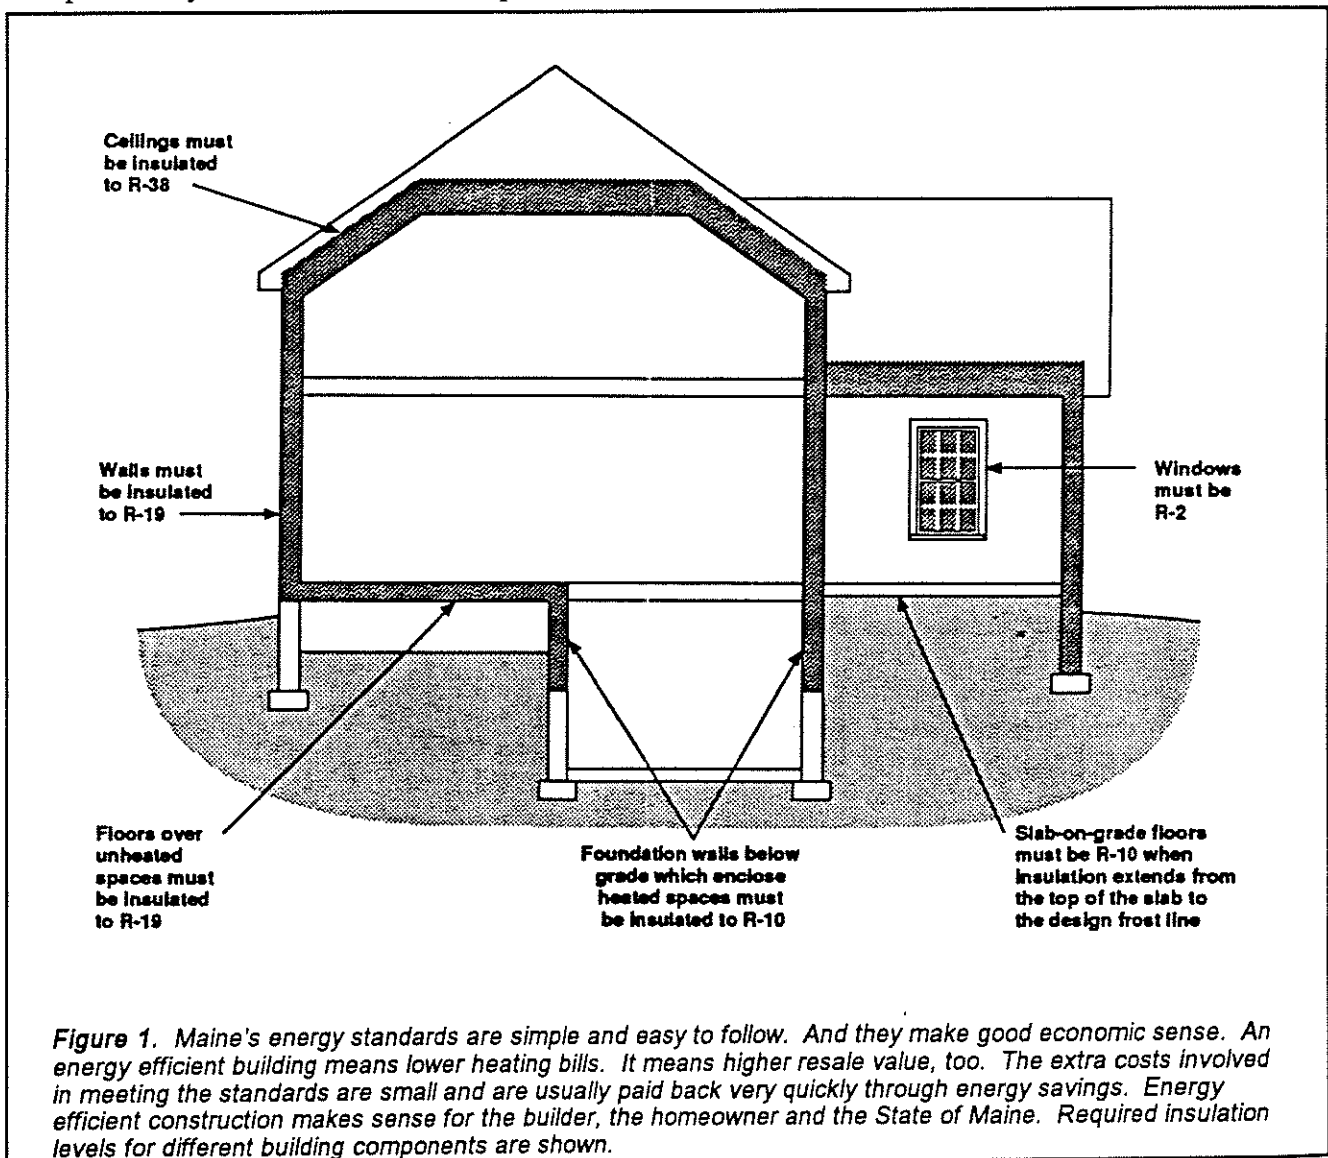 Ceilings must
be insulated
to R-38
Walls must
be insulated
to R-19
Windows
must be
R-2
Floors over
unheated
spaces must
be insulated
to R-19
Foundation walls below
grade which enclose
heated spaces must
be insulated to R-10
Slab-on-grade floors
must be R-10 when
insulation extends from
the top of the slab to
the design frost line
Figure 1. Maine's energy standards are simple and easy to follow. And they make good economic sense. An
energy efficient building means lower heating bills. It means higher resale value, too. The extra costs involved
in meeting the standards are small and are usually paid back very quickly through energy savings. Energy
efficient construction makes sense for the builder, the homeowner and the State of Maine. Required insulation
levels for different building components are shown.